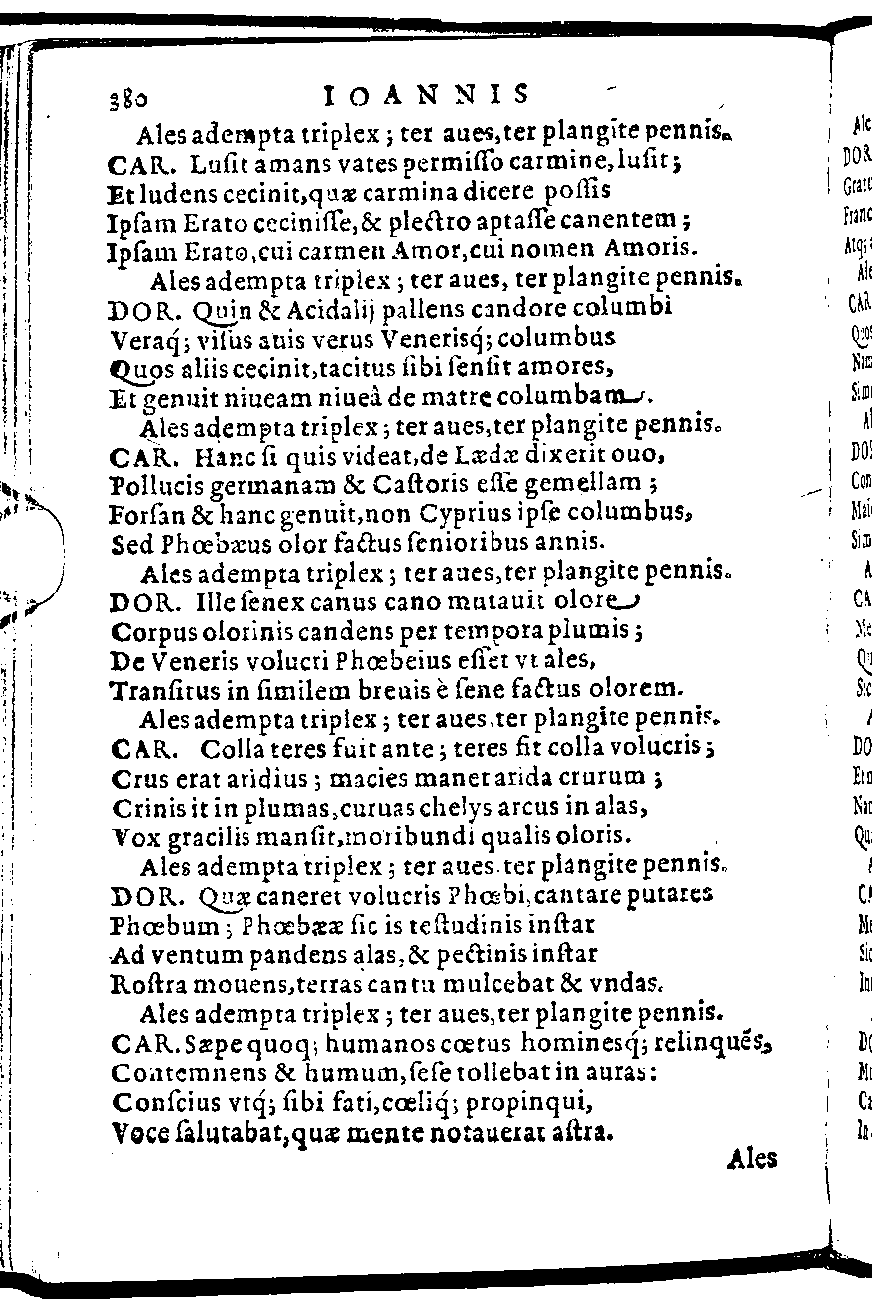 380 IOANNIS
Ales adempta triplex; ter aues, ter plangite pennis.
CAR. Luſit amans vates permiſſo carmine, luſit;
Et ludens cecinit, quæ carmina dicere poſſis
Ipſam Erato ceciniſſe, & plectro aptaſſe canentem;
Ipſam Erato, cui carmen Amor, cui nomen Amoris.
Ales adempta triplex; ter aues, ter plangite pennis.
DOR. Quin & Acidalij pallens candore columbi
Veraq́; viſus auis verus Venerisq́; columbus
Quos aliis cecinit, tacitus ſibi ſenſit amores,
Et genuit niueam niueâ de matre columbam.
Ales adempta triplex; ter aues, ter plangite pennis.
CAR. Hanc ſi quis videat, de Lædæ dixerit ouo,
Pollucis germanam & Caſtoris eſſe gemellam;
Forſan & hanc genuit, non Cyprius ipſe columbus,
Sed Phœbæus olor factus ſenioribus annis.
Ales adempta triplex; ter aues, ter plangite pennis.
DOR. Ille ſenex canus cano mutauit olore
Corpus olorinis candens per tempora plumis;
De Veneris volucri Phœbeius eſſet vt ales,
Tranſitus in ſimilem breuis è ſene factus olorem.
Ales adempta triplex; ter aues, ter plangite pennis.
CAR. Colla teres fuit ante; teres fit colla volucris;
Crus erat aridius; macies manet arida crurum;
Crinis it in plumas, curuas chelys arcus in alas,
Vox gracilis manſit, moribundi qualis oloris.
Ales adempta triplex; ter aues. ter plangite pennis.
DOR. Quæ caneret volucris Phœbi, cantare putares
Phœbum; Phœbææ ſic is teſtudinis inſtar
Ad ventum pandens alas, & pectinis inſtar
Roſtra mouens, terras cantu mulcebat & vndas.
Ales adempta triplex; ter aues, ter plangite pennis.
CAR. Sæpe quoq; humanos cœtus hominesq́; relinquẽs,
Contemnens & humum, ſeſe tollebat in auras:
Conſcius vtq́; ſibi fati, cœliq́; propinqui,
Voce ſalutabat, quæ mente notauerat aſtra.
Ales